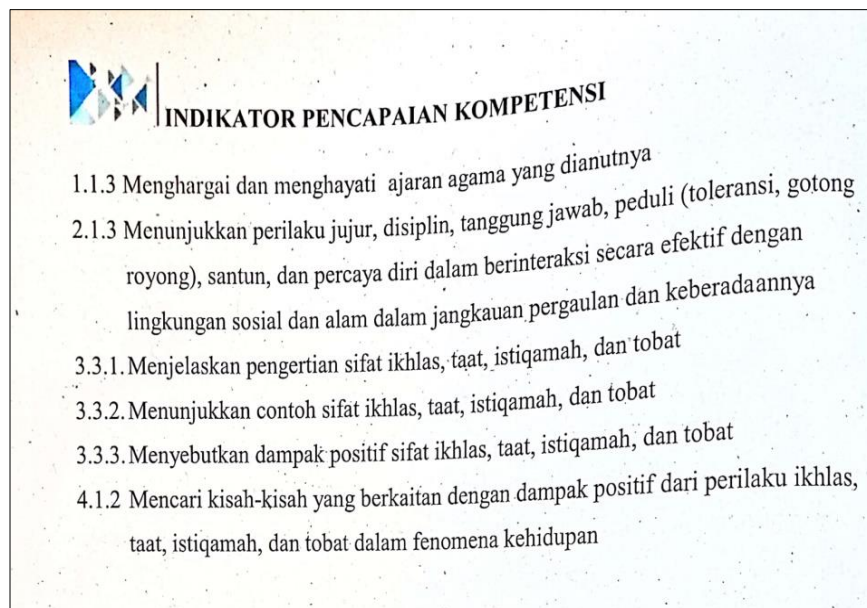 INDIKATOR PENCAPAIAN KOMPETENSI
1.1.3 Menghargai dan menghayati ajaran agama yang dianutnya
2.1.3 Menunjukkan perilaku jujur, disiplin, tanggung jawab, peduli (toleransi, gotong
royong), santun, dan percaya diri dalam berinteraksi secara efektif dengan
lingkungan sosial dan alam dalam jangkauan pergaulan dan keberadaannya
3.3.1. Menjelaskan pengertian sifat ikhlas, taat, istiqamah, dan tobat
3.3.2. Menunjukkan contoh sifat ikhlas, taat, istiqamah, dan tobat
3.3.3. Menyebutkan dampak positif sifat ikhlas, taat, istiqamah, dan tobat
4.1.2 Mencari kisah-kisah yang berkaitan dengan dampak positif dari perilaku ikhlas,
taat, istiqamah, dan tobat dalam fenomena kehidupan